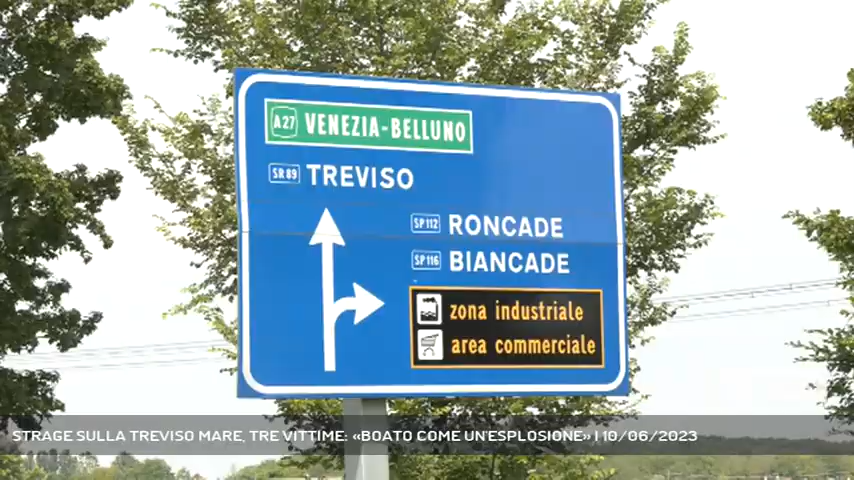 A27 VENEZIA-BELLUNO
SR 89 TREVISO
SP 112 RONCADE
SP 116 BIANCADE
zona industriale
area commerciale
STRAGE SULLA TREVISO MARE, TRE VITTIME: «BOATO COME UN'ESPLOSIONE» | 10/06/2023